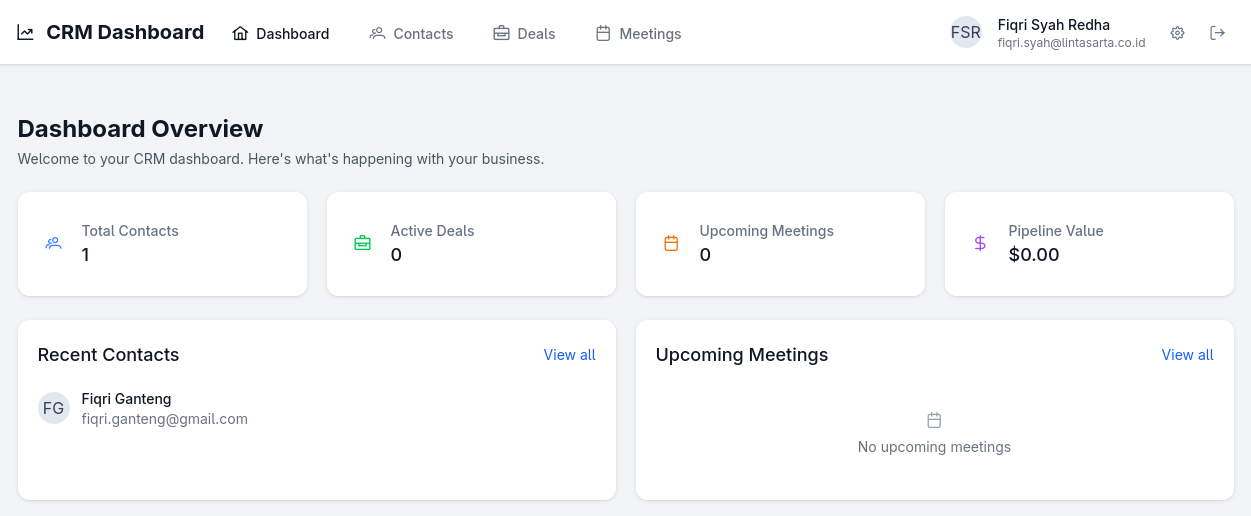 CRM Dashboard
Dashboard
Contacts
Deals
Meetings
FSR
Fiqri Syah Redha
fiqri.syah@lintasarta.co.id
Dashboard Overview
Welcome to your CRM dashboard. Here's what's happening with your business.
Total Contacts
1
Active Deals
0
Upcoming Meetings
0
Pipeline Value
$0.00
Recent Contacts
View all
FG
Fiqri Ganteng
fiqri.ganteng@gmail.com
Upcoming Meetings
View all
No upcoming meetings